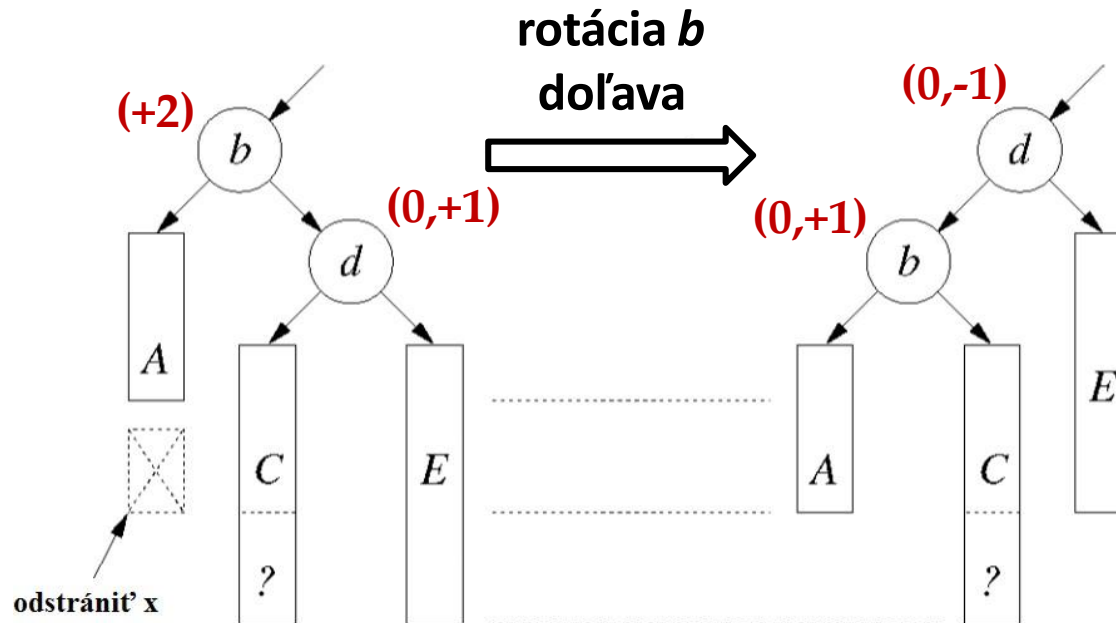 rotácia b
doľava
(+2)
(0,-1)
b
d
(0,+1)
(0,+1)
d
b
A
E
C
E
A
C
?
?
odstrániť x